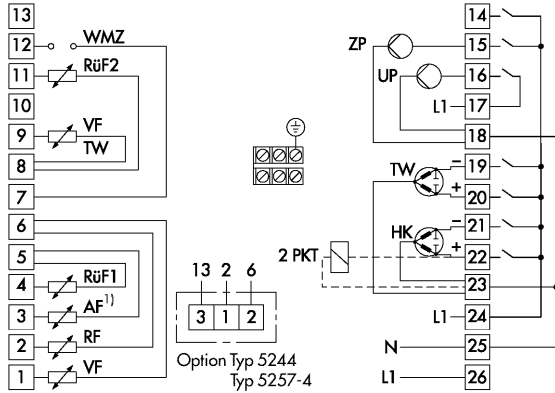 13
14
12 WMZ
ZP 15
11 RüF2
UP 16
10
L1 17
9 VF
TW
18
8
TW − 19
7
+ 20
6
HK − 21
5
2 PKT + 22
4 RüF1
13 2 6
23
3 AF1)
3 1 2
L1 24
2 RF
N 25
Option Typ 5244
1 VF
Typ 5257-4
L1 26